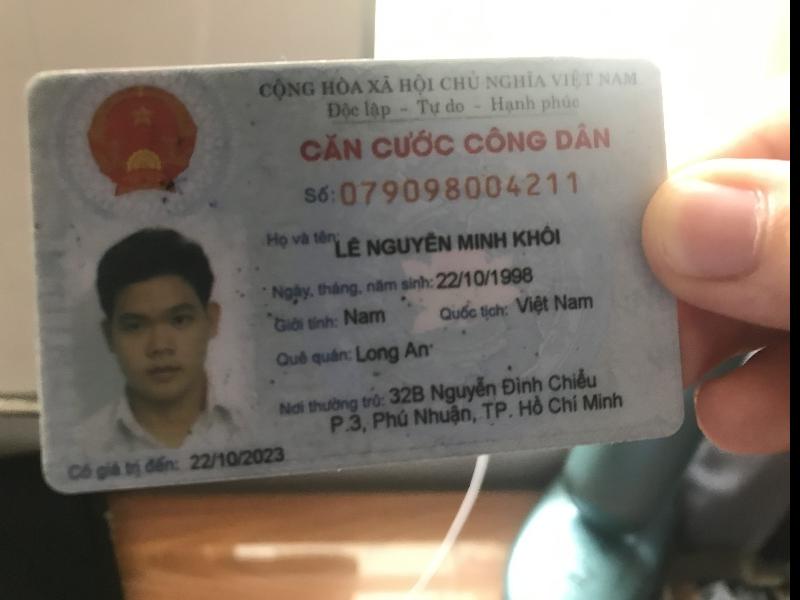 CỘNG HÒA XÃ HỘI CHỦ NGHĨA VIỆT NAM
Độc lập - Tự do - Hạnh phúc
CĂN CƯỚC CÔNG DÂN
Số: 079098004211
Họ và tên: LÊ NGUYỄN MINH KHÔI
Ngày, tháng, năm sinh: 22/10/1998
Giới tính: Nam Quốc tịch: Việt Nam
Quê quán: Long An
Nơi thường trú: 32B Nguyễn Đình Chiểu
P.3, Phú Nhuận, TP. Hồ Chí Minh
Có giá trị đến: 22/10/2023